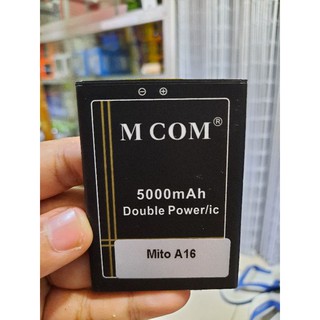 ⊖ ⊕
M COM®
5000mAh
Double Power/ic
Mito A16